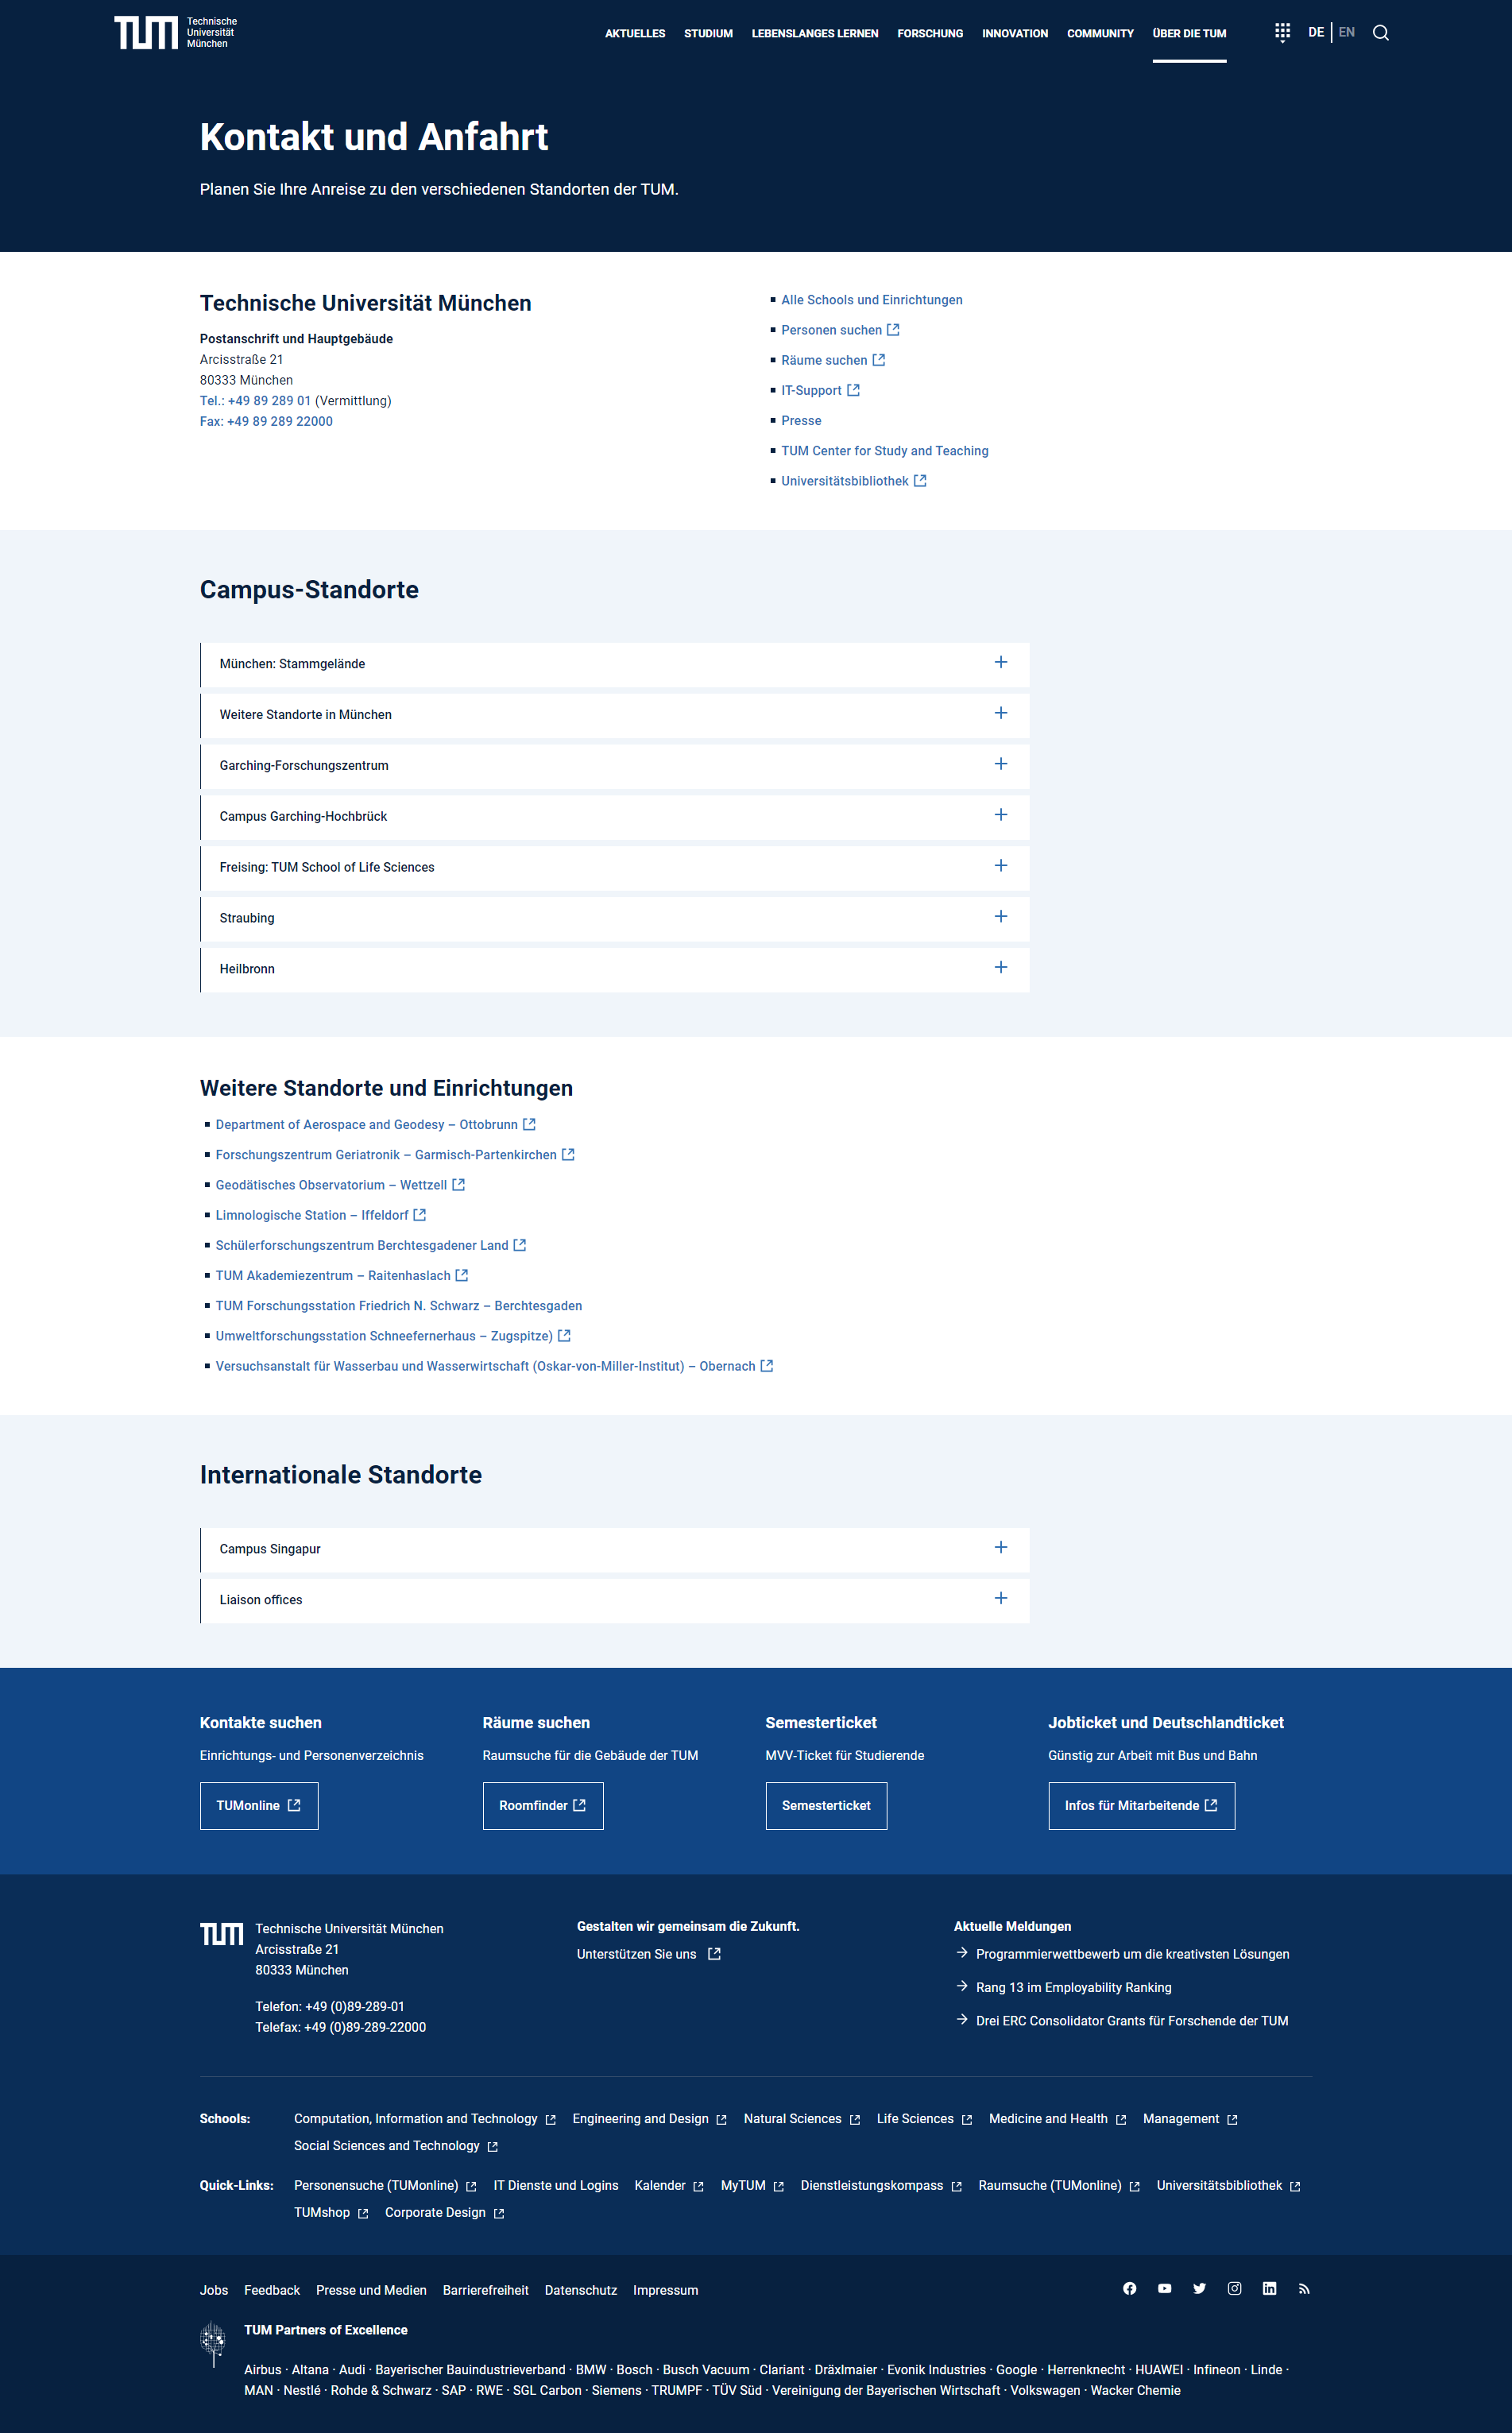 TUM Technische
Universität
München
AKTUELLES STUDIUM LEBENSLANGES LERNEN FORSCHUNG INNOVATION COMMUNITY ÜBER DIE TUM DE EN
Kontakt und Anfahrt
Planen Sie Ihre Anreise zu den verschiedenen Standorten der TUM.
Technische Universität München
Postanschrift und Hauptgebäude
Arcisstraße 21
80333 München
Tel.: +49 89 289 01 (Vermittlung)
Fax: +49 89 289 22000
Alle Schools und Einrichtungen
Personen suchen
Räume suchen
IT-Support
Presse
TUM Center for Study and Teaching
Universitätsbibliothek
Campus-Standorte
München: Stammgelände
Weitere Standorte in München
Garching-Forschungszentrum
Campus Garching-Hochbrück
Freising: TUM School of Life Sciences
Straubing
Heilbronn
Weitere Standorte und Einrichtungen
Department of Aerospace and Geodesy – Ottobrunn
Forschungszentrum Geriatronik – Garmisch-Partenkirchen
Geodätisches Observatorium – Wettzell
Limnologische Station – Iffeldorf
Schülerforschungszentrum Berchtesgadener Land
TUM Akademiezentrum – Raitenhaslach
TUM Forschungsstation Friedrich N. Schwarz – Berchtesgaden
Umweltforschungsstation Schneefernerhaus – Zugspitze)
Versuchsanstalt für Wasserbau und Wasserwirtschaft (Oskar-von-Miller-Institut) – Obernach
Internationale Standorte
Campus Singapur
Liaison offices
Kontakte suchen
Einrichtungs- und Personenverzeichnis
TUMonline
Räume suchen
Raumsuche für die Gebäude der TUM
Roomfinder
Semesterticket
MVV-Ticket für Studierende
Semesterticket
Jobticket und Deutschlandticket
Günstig zur Arbeit mit Bus und Bahn
Infos für Mitarbeitende
TUM
Technische Universität München
Arcisstraße 21
80333 München
Telefon: +49 (0)89-289-01
Telefax: +49 (0)89-289-22000
Gestalten wir gemeinsam die Zukunft.
Unterstützen Sie uns
Aktuelle Meldungen
Programmierwettbewerb um die kreativsten Lösungen
Rang 13 im Employability Ranking
Drei ERC Consolidator Grants für Forschende der TUM
Schools: Computation, Information and Technology Engineering and Design Natural Sciences Life Sciences Medicine and Health Management
Social Sciences and Technology
Quick-Links: Personensuche (TUMonline) IT Dienste und Logins Kalender MyTUM Dienstleistungskompass Raumsuche (TUMonline) Universitätsbibliothek
TUMshop Corporate Design
Jobs Feedback Presse und Medien Barrierefreiheit Datenschutz Impressum
TUM Partners of Excellence
Airbus · Altana · Audi · Bayerischer Bauindustrieverband · BMW · Bosch · Busch Vacuum · Clariant · Dräxlmaier · Evonik Industries · Google · Herrenknecht · HUAWEI · Infineon · Linde ·
MAN · Nestlé · Rohde & Schwarz · SAP · RWE · SGL Carbon · Siemens · TRUMPF · TÜV Süd · Vereinigung der Bayerischen Wirtschaft · Volkswagen · Wacker Chemie